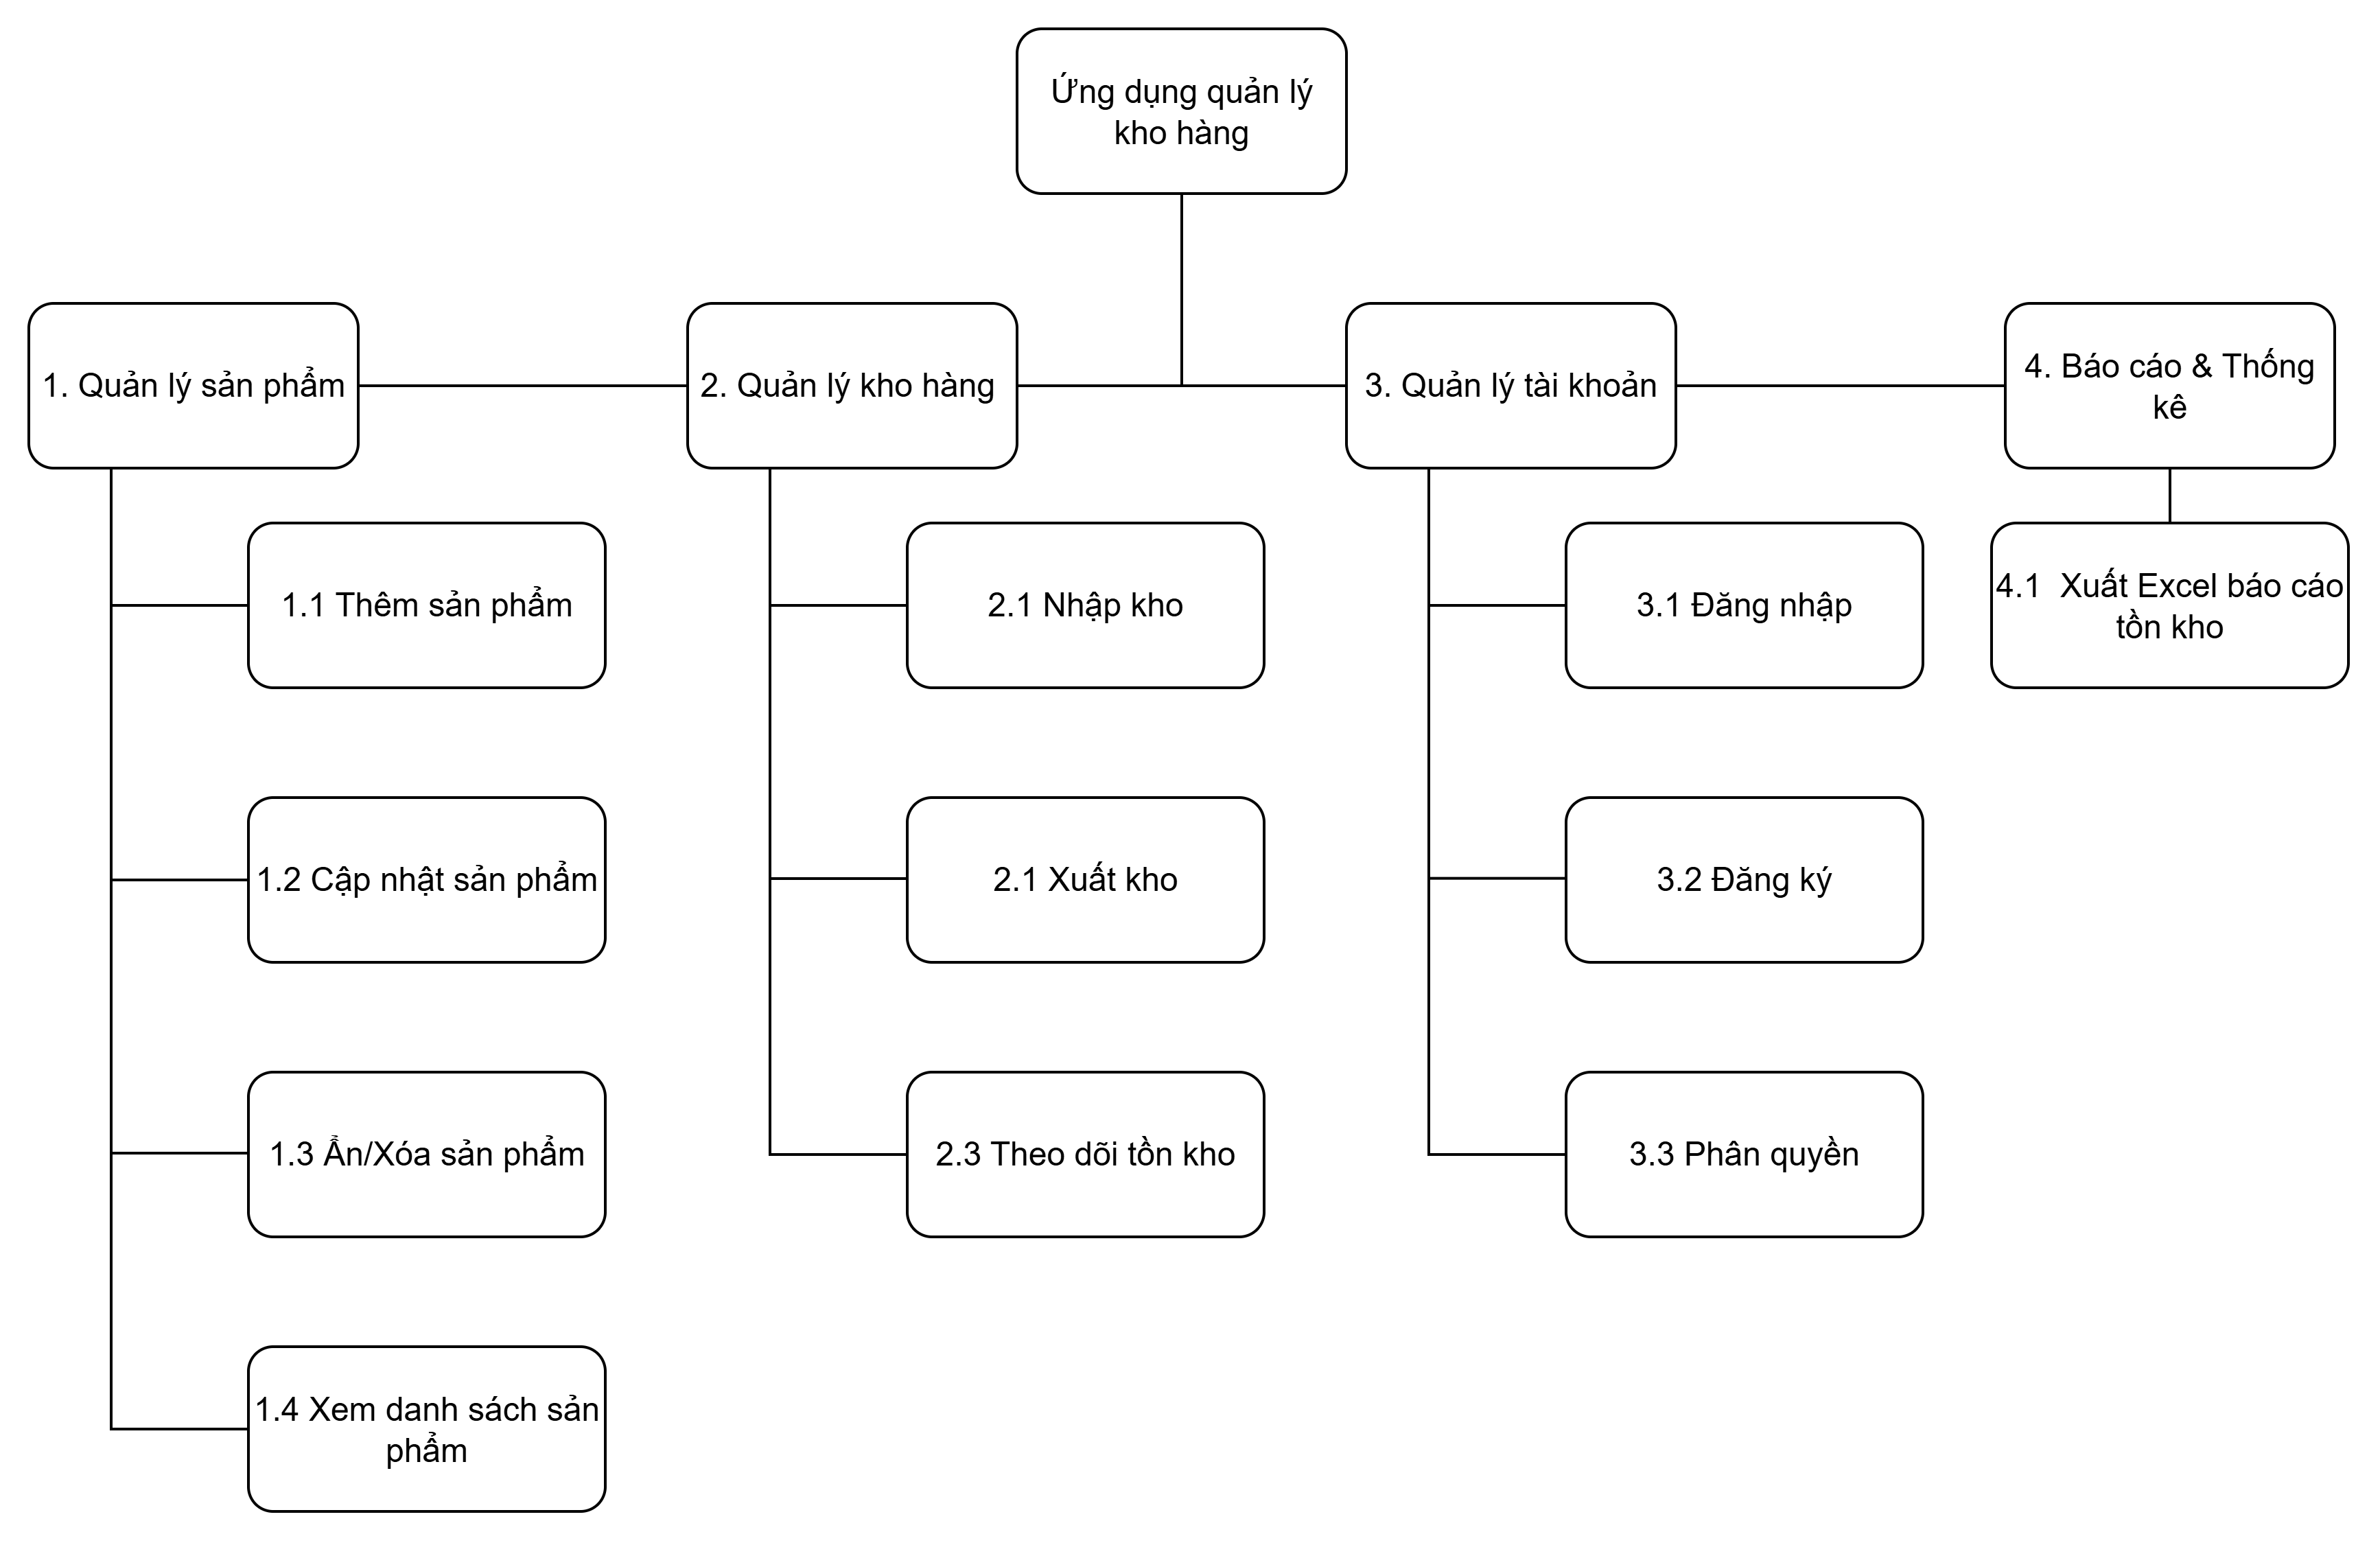 Ứng dụng quản lý
kho hàng
1. Quản lý sản phẩm
2. Quản lý kho hàng
3. Quản lý tài khoản
4. Báo cáo & Thống
kê
1.1 Thêm sản phẩm
1.2 Cập nhật sản phẩm
1.3 Ẩn/Xóa sản phẩm
1.4 Xem danh sách sản
phẩm
2.1 Nhập kho
2.1 Xuất kho
2.3 Theo dõi tồn kho
3.1 Đăng nhập
3.2 Đăng ký
3.3 Phân quyền
4.1  Xuất Excel báo cáo
tồn kho